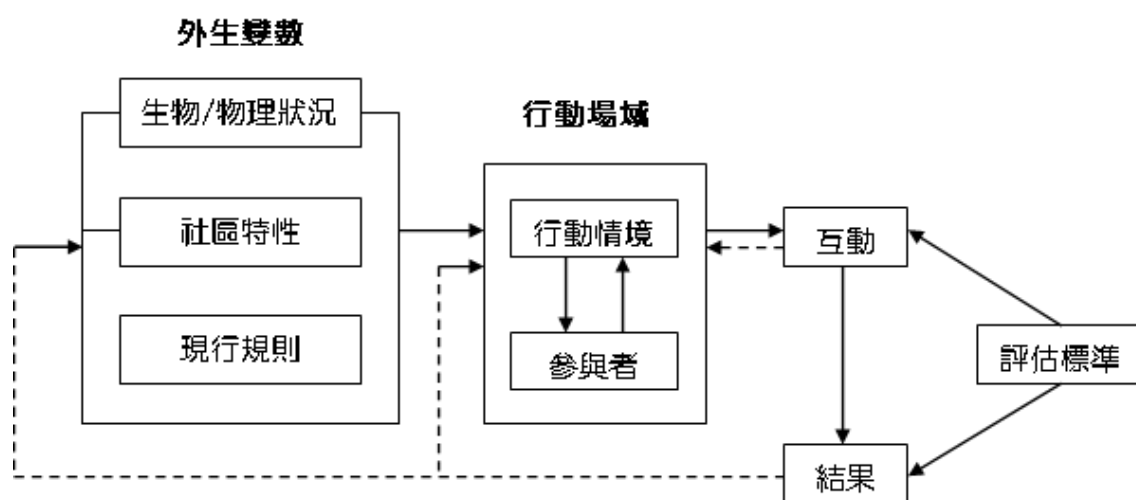 外生變數
生物/物理狀況
社區特性
現行規則
行動場域
行動情境
參與者
互動
結果
評估標準